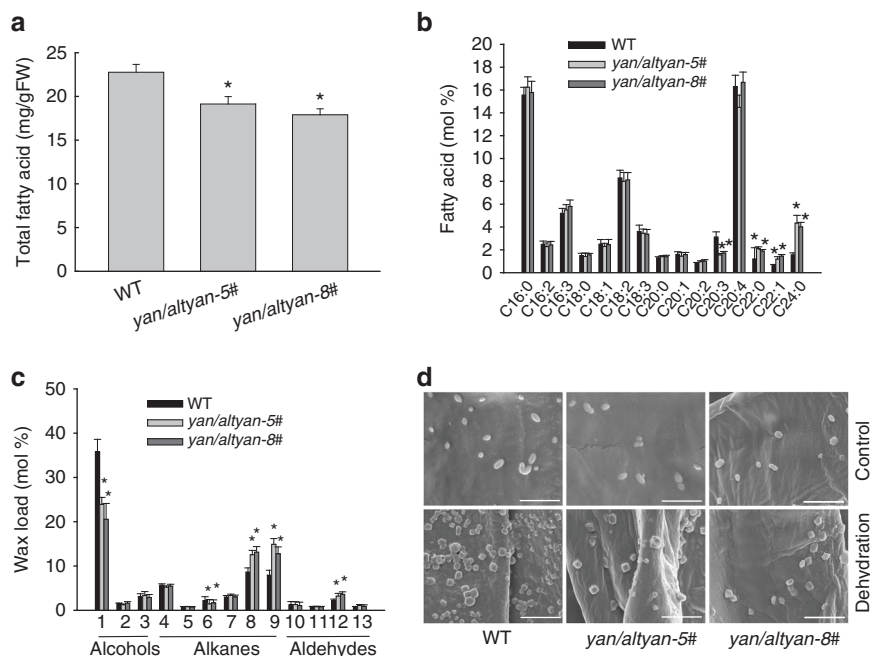 a
Total fatty acid (mg/gFW)
25
20
15
10
5
0
*
*
WT
yan/altyan-5#
yan/altyan-8#
b
Fatty acid (mol %)
20
18
16
14
12
10
8
6
4
2
0
WT
yan/altyan-5#
yan/altyan-8#
* *
* *
* *
* *
C16:0
C16:2
C16:3
C18:0
C18:1
C18:2
C18:3
C20:0
C20:1
C20:2
C20:3
C20:4
C22:0
C22:1
C24:0
c
Wax load (mol %)
50
40
30
20
10
0
WT
yan/altyan-5#
yan/altyan-8#
* *
* *
* *
* *
* *
1 2 3 4 5 6 7 8 9 10 11 12 13
Alcohols Alkanes Aldehydes
d
Control
Dehydration
WT yan/altyan-5# yan/altyan-8#